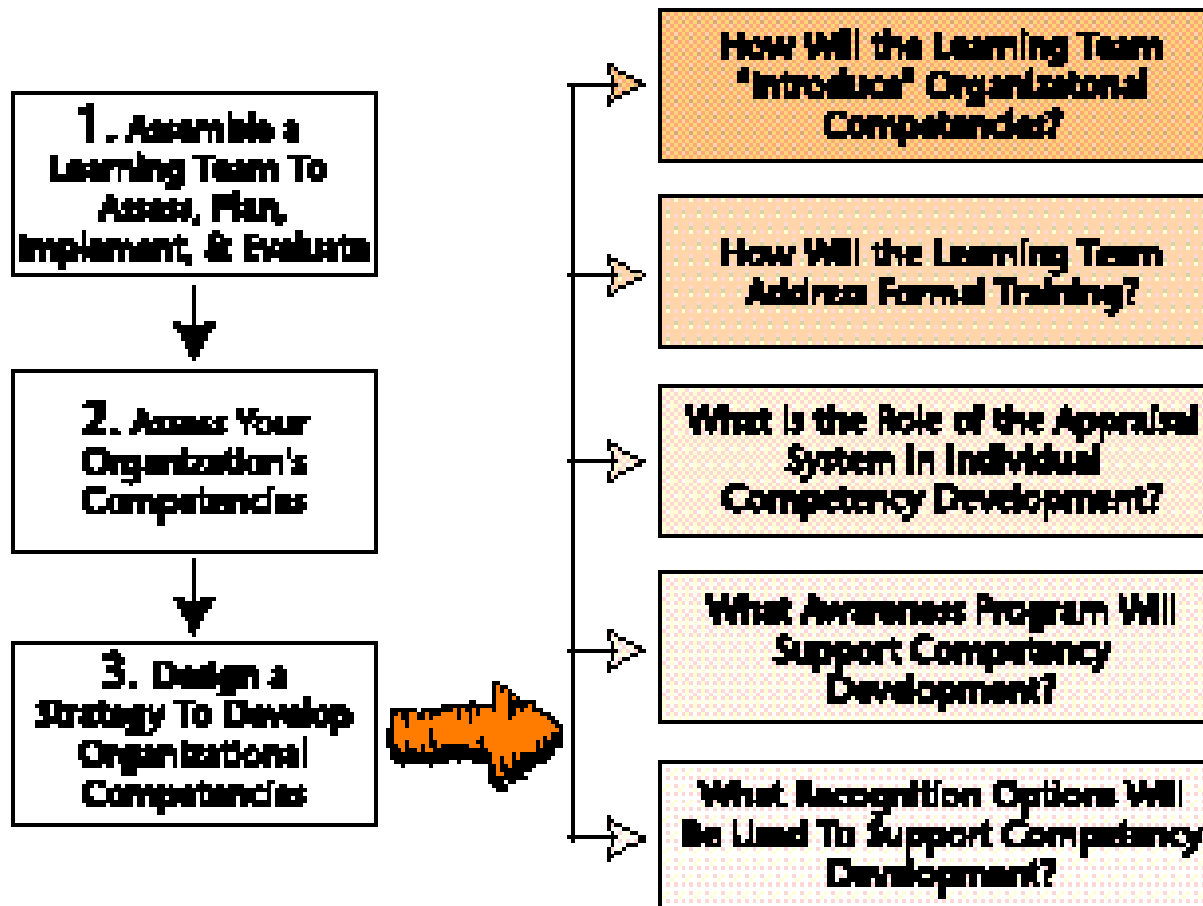 1. Assemble a
Learning Team To
Assess, Plan,
Implement, & Evaluate
2. Assess Your
Organization's
Competencies
3. Design a
Strategy To Develop
Organizational
Competencies
How Will the Learning Team
"Introduce" Organizatonal
Competencies?
How Will the Learning Team
Address Formal Training?
What is the Role of the Appraisal
System in Individual
Competency Development?
What Awareness Program Will
Support Competency
Development?
What Recognition Options Will
Be Used To Support Competency
Development?